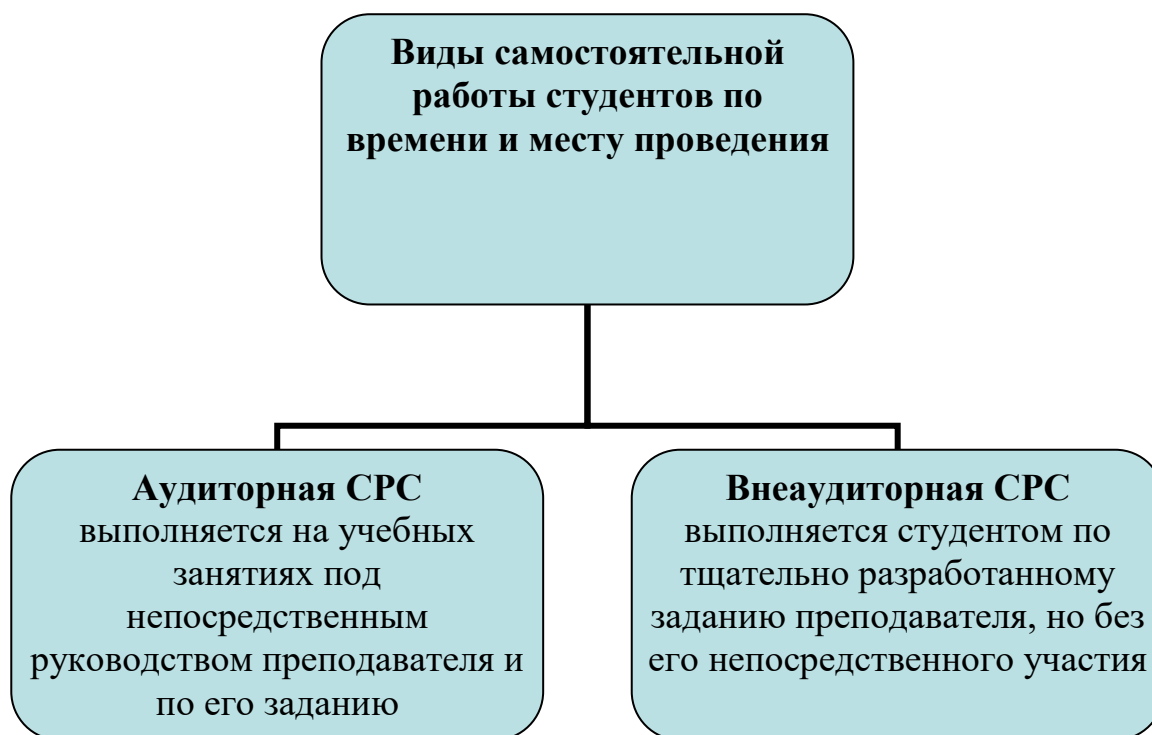 Виды самостоятельной
работы студентов по
времени и месту проведения
Аудиторная СРС
выполняется на учебных
занятиях под
непосредственным
руководством преподавателя и
по его заданию
Внеаудиторная СРС
выполняется студентом по
тщательно разработанному
заданию преподавателя, но без
его непосредственного участия